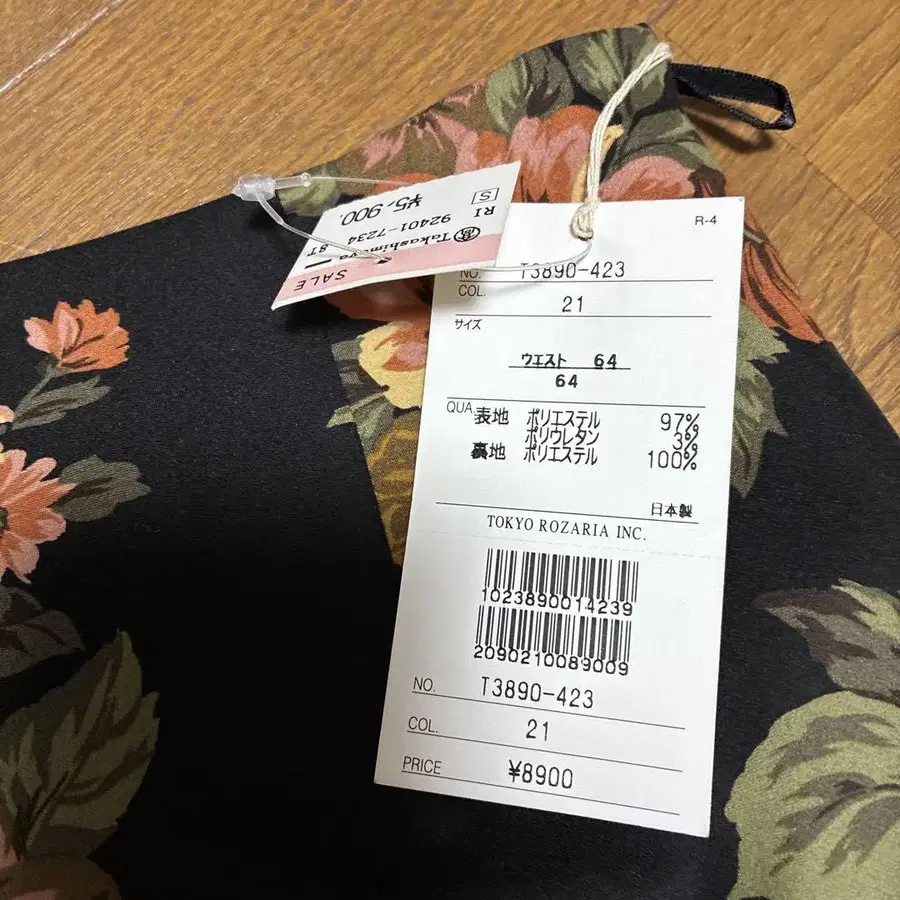 SALE
Takashimaya
8T
92401-7234
RI
¥5,900.
S
R-4
NO. T3890-423
COL. 21
サイズ
ウエスト 64
64
QUA. 表地 ポリエステル 97%
ポリウレタン 3%
裏地 ポリエステル 100%
日本製
TOKYO ROZARIA INC.
1023890014239
2090210089009
NO. T3890-423
COL. 21
PRICE ¥8900